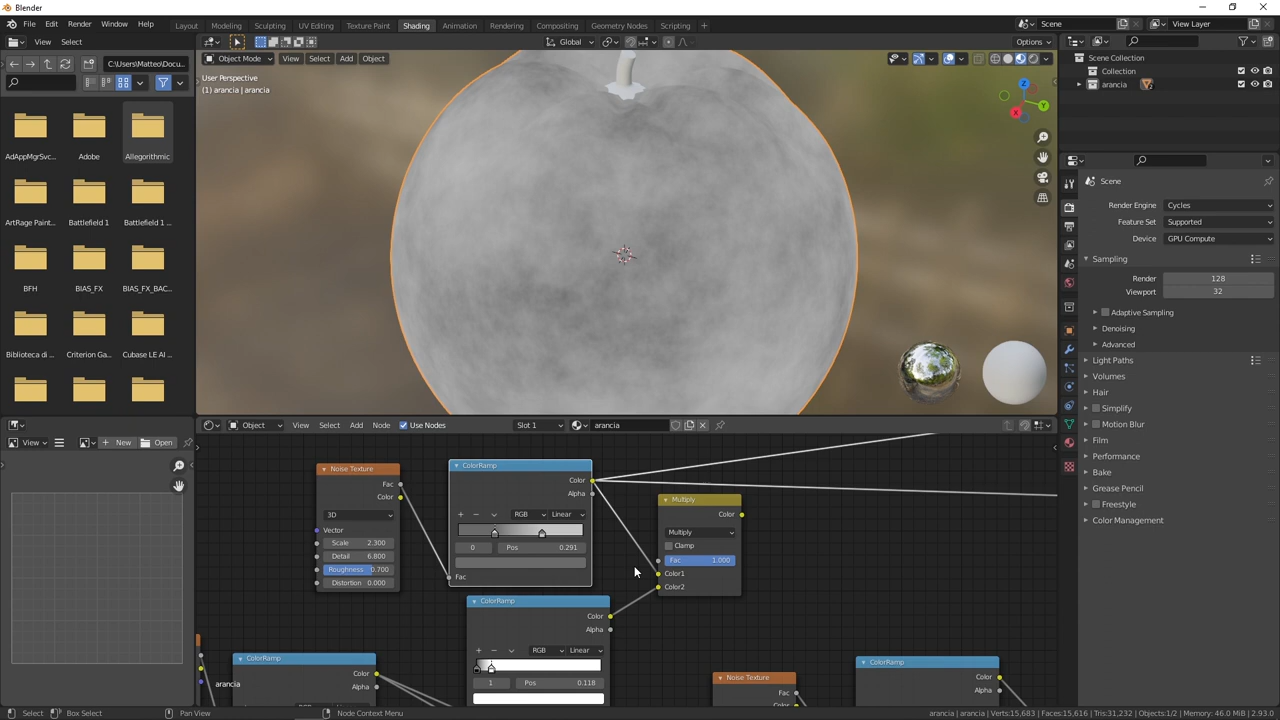 Blender
File Edit Render Window Help Layout Modeling Sculpting UV Editing Texture Paint Shading Animation Rendering Compositing Geometry Nodes Scripting + Scene View Layer
View Select Global Options
C:\Users\Matteo\Docu...
Object Mode View Select Add Object
User Perspective
(1) arancia | arancia
Z
Y
X
AdAppMgrSvc... Adobe Allegorithmic
ArtRage Paint... Battlefield 1 Battlefield 1 ...
BFH BIAS_FX BIAS_FX_BAC...
Biblioteca di ... Criterion Ga... Cubase LE AI ...
Scene Collection
Collection
arancia
Scene
Render Engine Cycles
Feature Set Supported
Device GPU Compute
Sampling
Render 128
Viewport 32
Adaptive Sampling
Denoising
Advanced
Light Paths
Volumes
Hair
Simplify
Motion Blur
Film
Performance
Bake
Grease Pencil
Freestyle
Color Management
View New Open
Object View Select Add Node Use Nodes Slot 1 arancia
Noise Texture
Fac
Color
3D
Vector
Scale 2.300
Detail 6.800
Roughness 0.700
Distortion 0.000
ColorRamp
Color
Alpha
RGB Linear
0 Pos 0.291
Fac
Multiply
Color
Multiply
Clamp
Fac 1.000
Color1
Color2
ColorRamp
Color
Alpha
RGB Linear
1 Pos 0.118
ColorRamp
Color
Alpha
arancia
Noise Texture
Fac
ColorRamp
Color
Alpha
Select Box Select Pan View Node Context Menu arancia | arancia | Verts:15,683 | Faces:15,616 | Tris:31,232 | Objects:1/2 | Memory: 46.0 MiB | 2.93.0